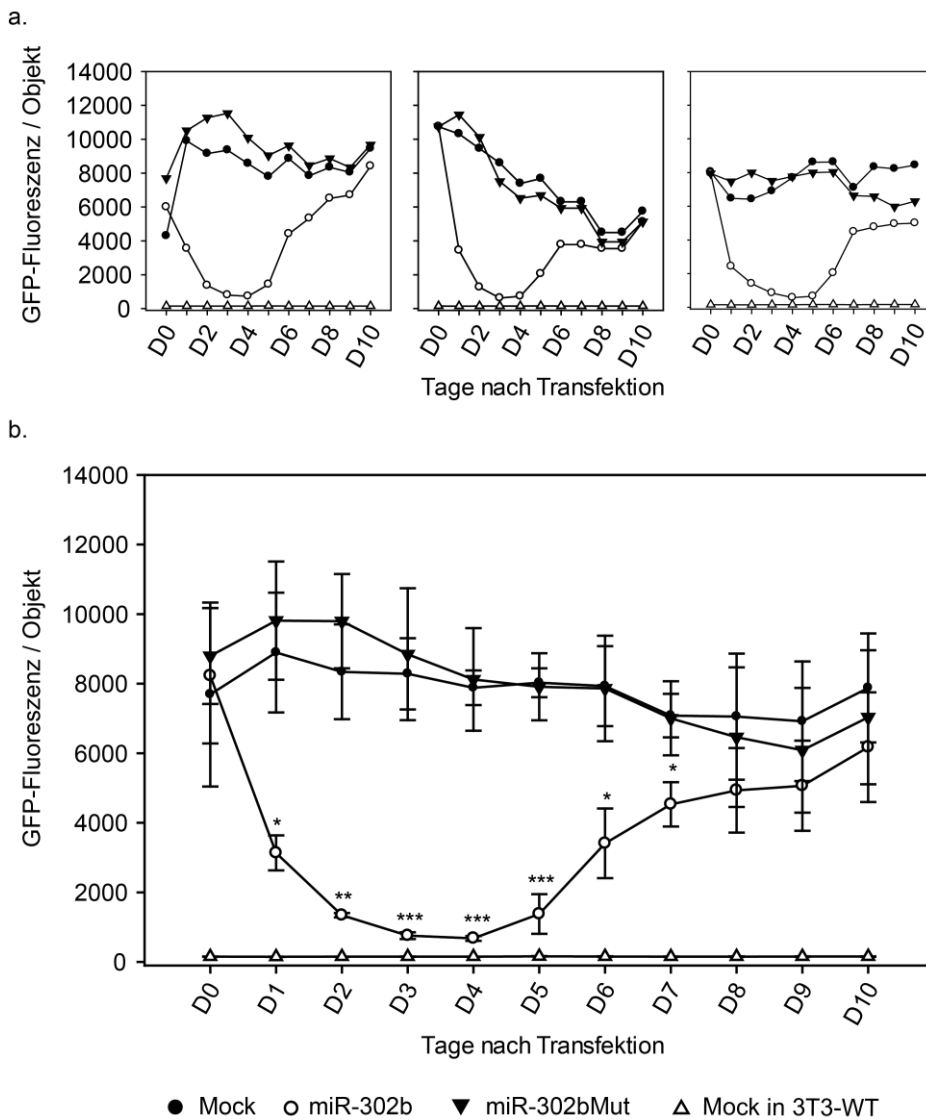 a.
GFP-Fluoreszenz / Objekt
14000
12000
10000
8000
6000
4000
2000
0
D0 D2 D4 D6 D8 D10 D0 D2 D4 D6 D8 D10 D0 D2 D4 D6 D8 D10
Tage nach Transfektion
b.
GFP-Fluoreszenz / Objekt
14000
12000
10000
8000
6000
4000
2000
0
* ** *** *** *** * *
D0 D1 D2 D3 D4 D5 D6 D7 D8 D9 D10
Tage nach Transfektion
Mock miR-302b miR-302bMut Mock in 3T3-WT